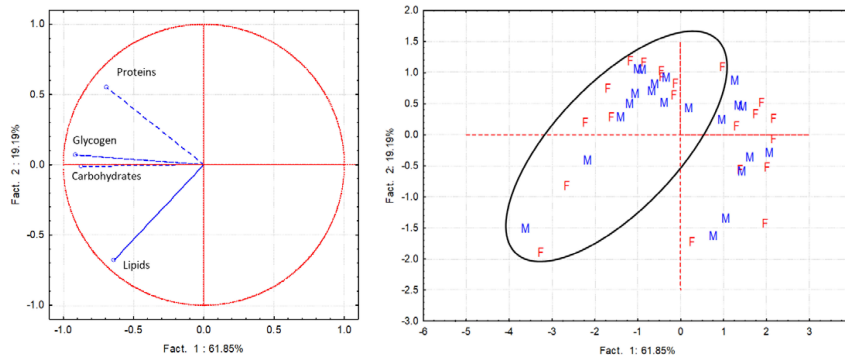 1.0
Proteins
0.5
Glycogen
0.0
Carbohydrates
-0.5
Lipids
-1.0
-1.0 -0.5 0.0 0.5 1.0
Fact. 1 : 61.85%
Fact. 2 : 19.19%
2.0
1.5
1.0
0.5
0.0
-0.5
-1.0
-1.5
-2.0
-2.5
-3.0
F F
M M F F
F M F M M
M M F
M M M M M F
F F M M F F F
F
M M M
F M F
F
M F
M M F
F
-6 -5 -4 -3 -2 -1 0 1 2 3 4
Fact. 1: 61.85%
Fact. 2: 19.19%